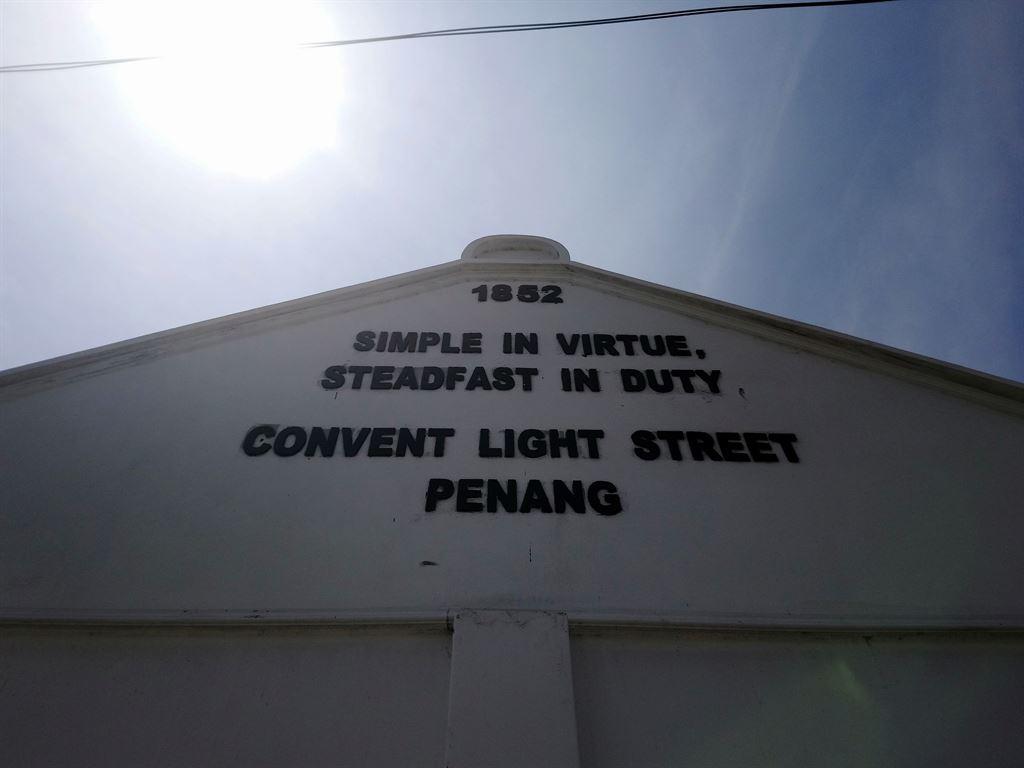 1852
SIMPLE IN VIRTUE,
STEADFAST IN DUTY
CONVENT LIGHT STREET
PENANG